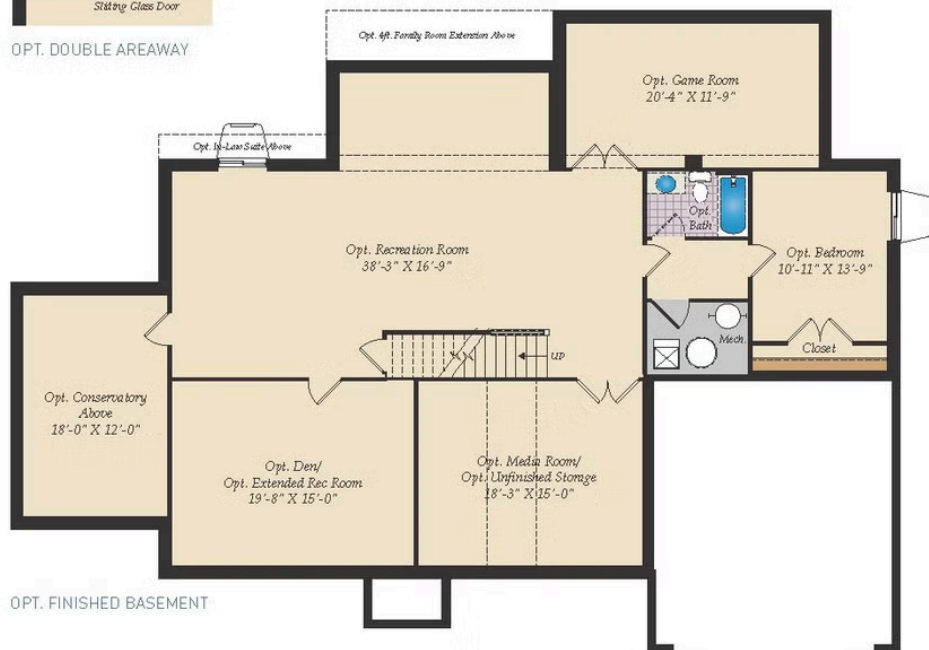 Sliding Glass Door
OPT. DOUBLE AREAWAY
Opt. 4ft. Family Room Extension Above
Opt. Game Room
20'-4" X 11'-9"
Opt. In-Law Suite Above
Opt.
Bath
Opt. Recreation Room
38'-3" X 16'-9"
Opt. Bedroom
10'-11" X 13'-9"
Mech.
Closet
UP
Opt. Conservatory
Above
18'-0" X 12'-0"
Opt. Den/
Opt. Extended Rec Room
19'-8" X 15'-0"
Opt. Media Room/
Opt. Unfinished Storage
18'-3" X 15'-0"
OPT. FINISHED BASEMENT